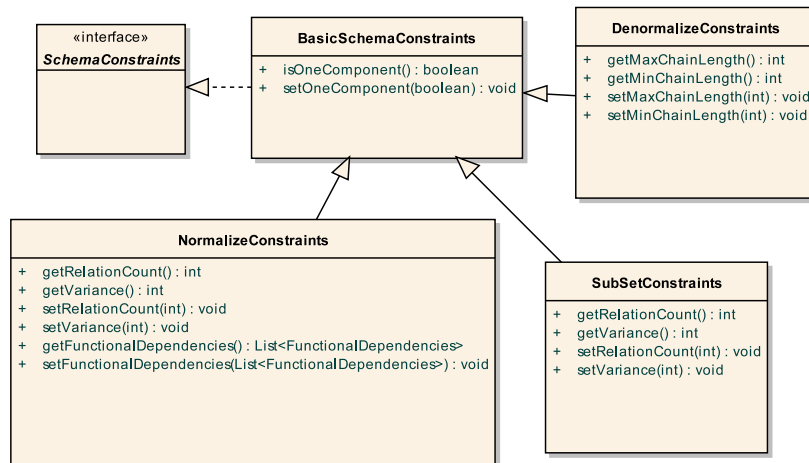 «interface»
SchemaConstraints
BasicSchemaConstraints
+ isOneComponent() : boolean
+ setOneComponent(boolean) : void
DenormalizeConstraints
+ getMaxChainLength() : int
+ getMinChainLength() : int
+ setMaxChainLength(int) : void
+ setMinChainLength(int) : void
NormalizeConstraints
+ getRelationCount() : int
+ getVariance() : int
+ setRelationCount(int) : void
+ setVariance(int) : void
+ getFunctionalDependencies() : List<FunctionalDependencies>
+ setFunctionalDependencies(List<FunctionalDependencies>) : void
SubSetConstraints
+ getRelationCount() : int
+ getVariance() : int
+ setRelationCount(int) : void
+ setVariance(int) : void